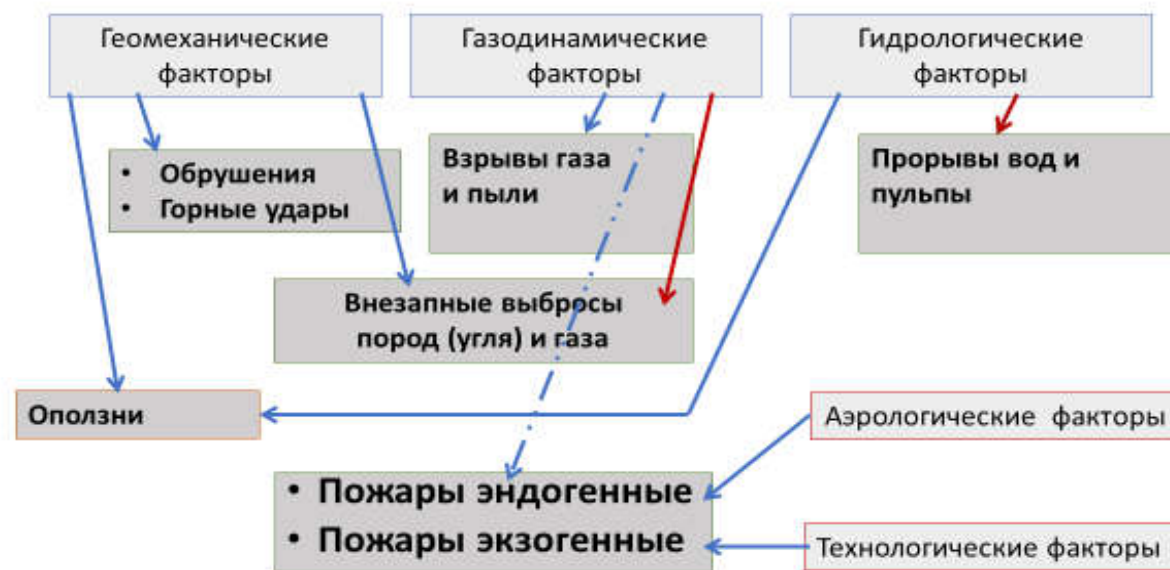 Геомеханические
факторы
Газодинамические
факторы
Гидрологические
факторы
• Обрушения
• Горные удары
Взрывы газа
и пыли
Прорывы вод и
пульпы
Внезапные выбросы
пород (угля) и газа
Оползни
Аэрологические факторы
• Пожары эндогенные
• Пожары экзогенные
Технологические факторы